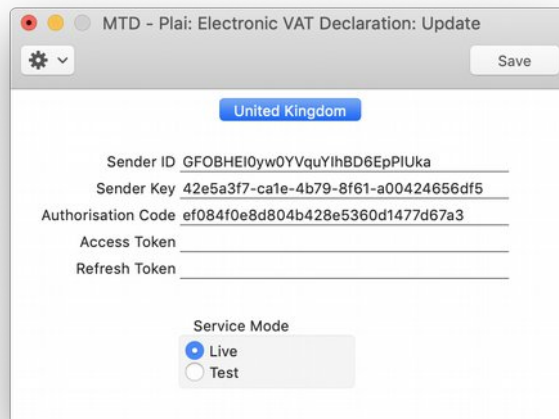 MTD - Plai: Electronic VAT Declaration: Update
Save
United Kingdom
Sender ID GFOBHEI0yw0YVquYIhBD6EpPlUka
Sender Key 42e5a3f7-ca1e-4b79-8f61-a00424656df5
Authorisation Code ef084f0e8d804b428e5360d1477d67a3
Access Token
Refresh Token
Service Mode
Live
Test